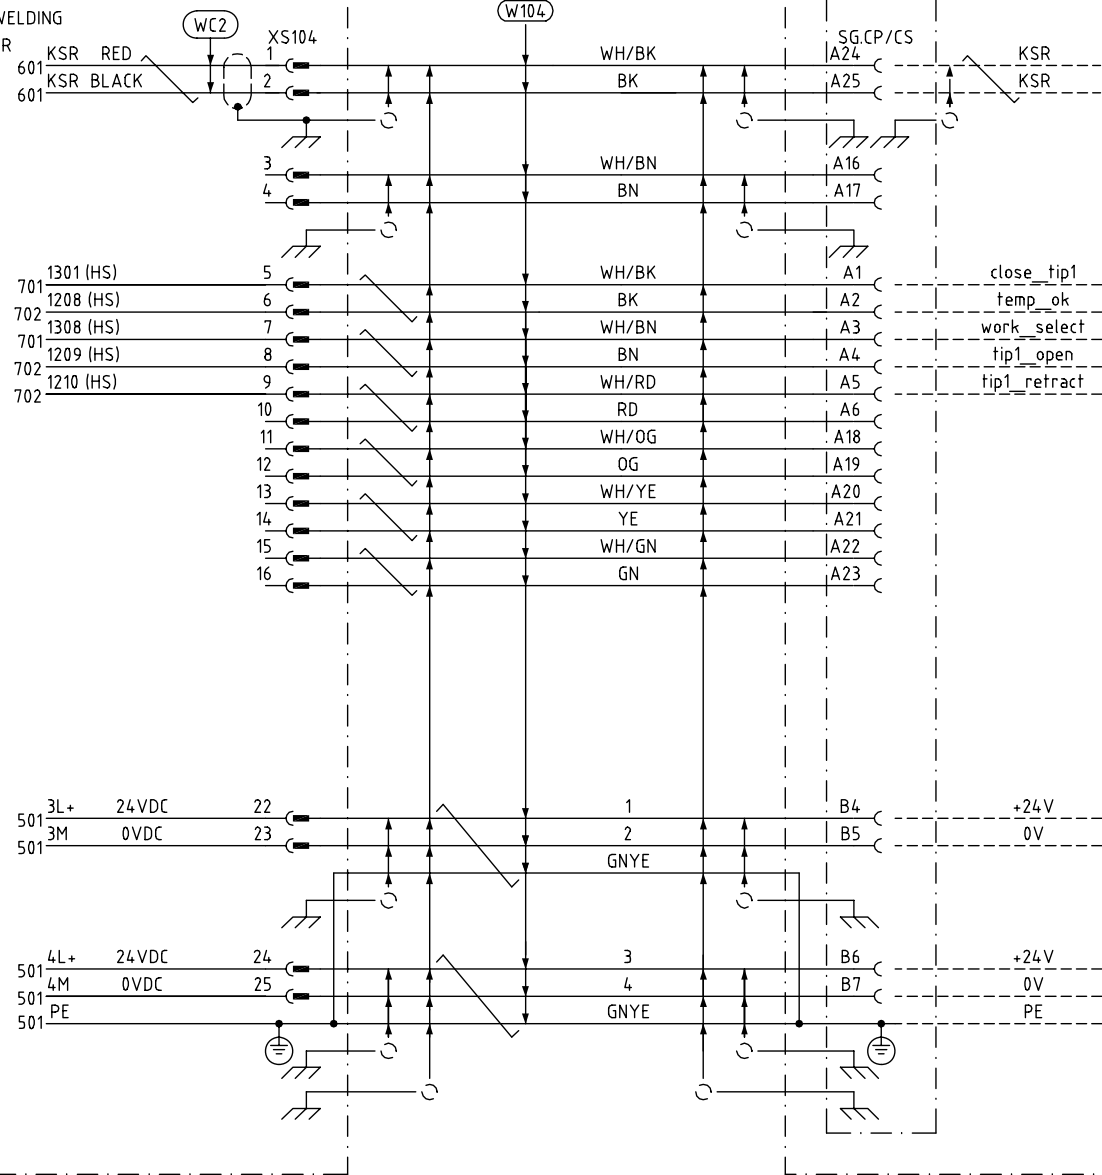 WELDING
R
WC2
W104
XS104
SG.CP/CS
601 KSR RED 1 WH/BK A24 KSR
601 KSR BLACK 2 BK A25 KSR
3 WH/BN A16
4 BN A17
701 1301 (HS) 5 WH/BK A1 close_tip1
702 1208 (HS) 6 BK A2 temp_ok
701 1308 (HS) 7 WH/BN A3 work_select
702 1209 (HS) 8 BN A4 tip1_open
702 1210 (HS) 9 WH/RD A5 tip1_retract
10 RD A6
11 WH/OG A18
12 OG A19
13 WH/YE A20
14 YE A21
15 WH/GN A22
16 GN A23
501 3L+ 24VDC 22 1 B4 +24V
501 3M 0VDC 23 2 B5 0V
GNYE
501 4L+ 24VDC 24 3 B6 +24V
501 4M 0VDC 25 4 B7 0V
501 PE GNYE PE